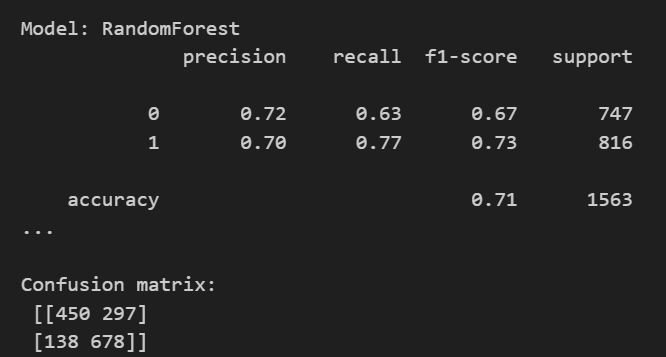 Model: RandomForest
precision recall f1-score support
0 0.72 0.63 0.67 747
1 0.70 0.77 0.73 816
accuracy 0.71 1563
...
Confusion matrix:
[[450 297]
[138 678]]